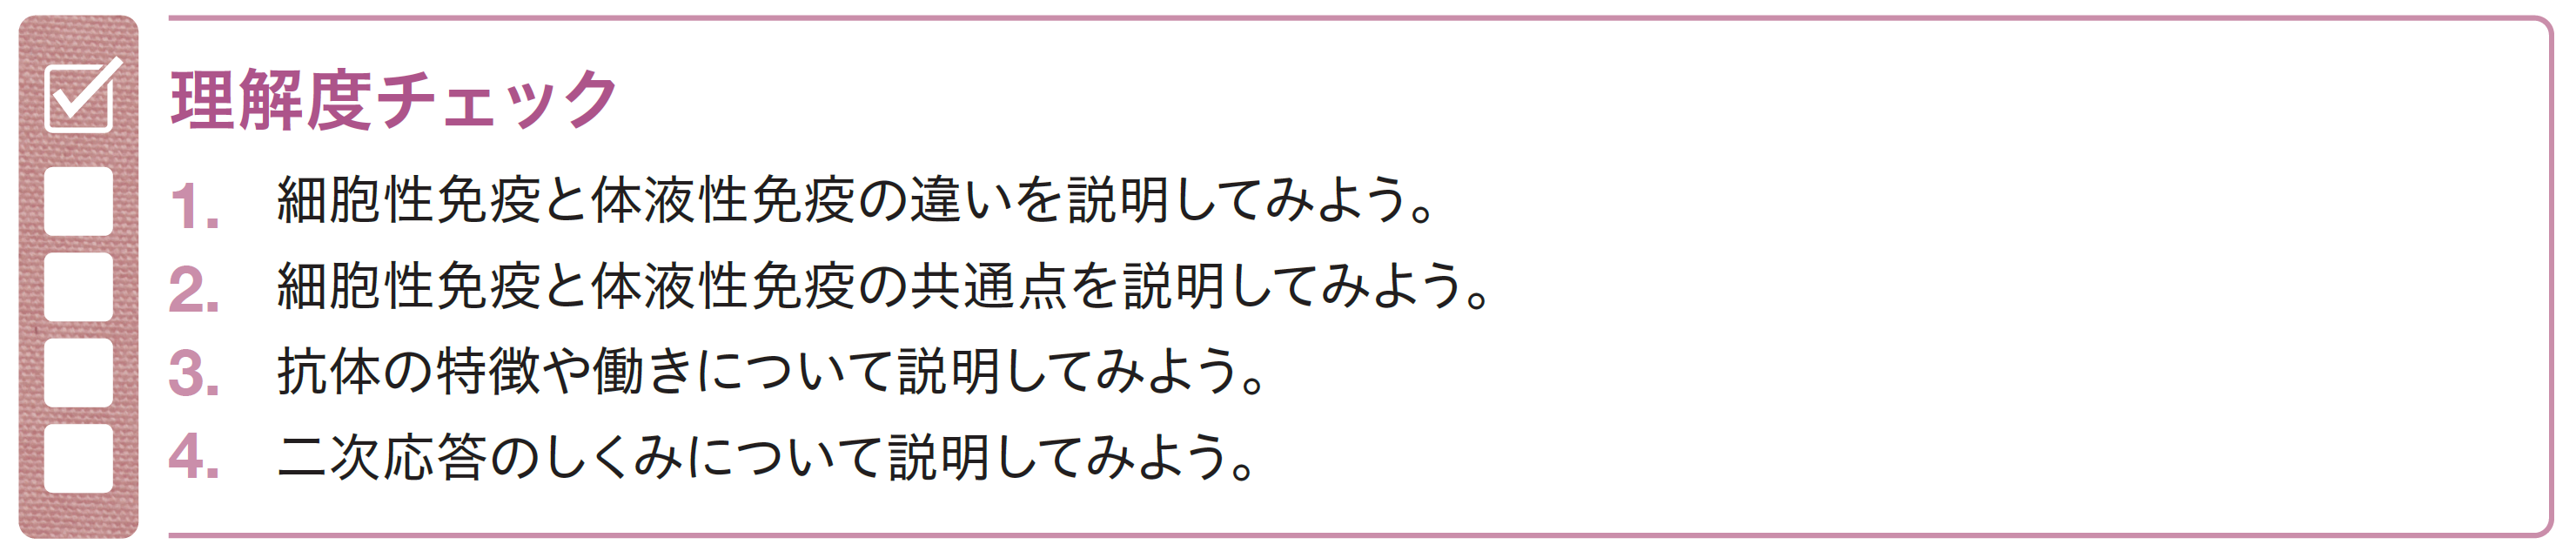 理解度チェック
1. 細胞性免疫と体液性免疫の違いを説明してみよう。
2. 細胞性免疫と体液性免疫の共通点を説明してみよう。
3. 抗体の特徴や働きについて説明してみよう。
4. 二次応答のしくみについて説明してみよう。